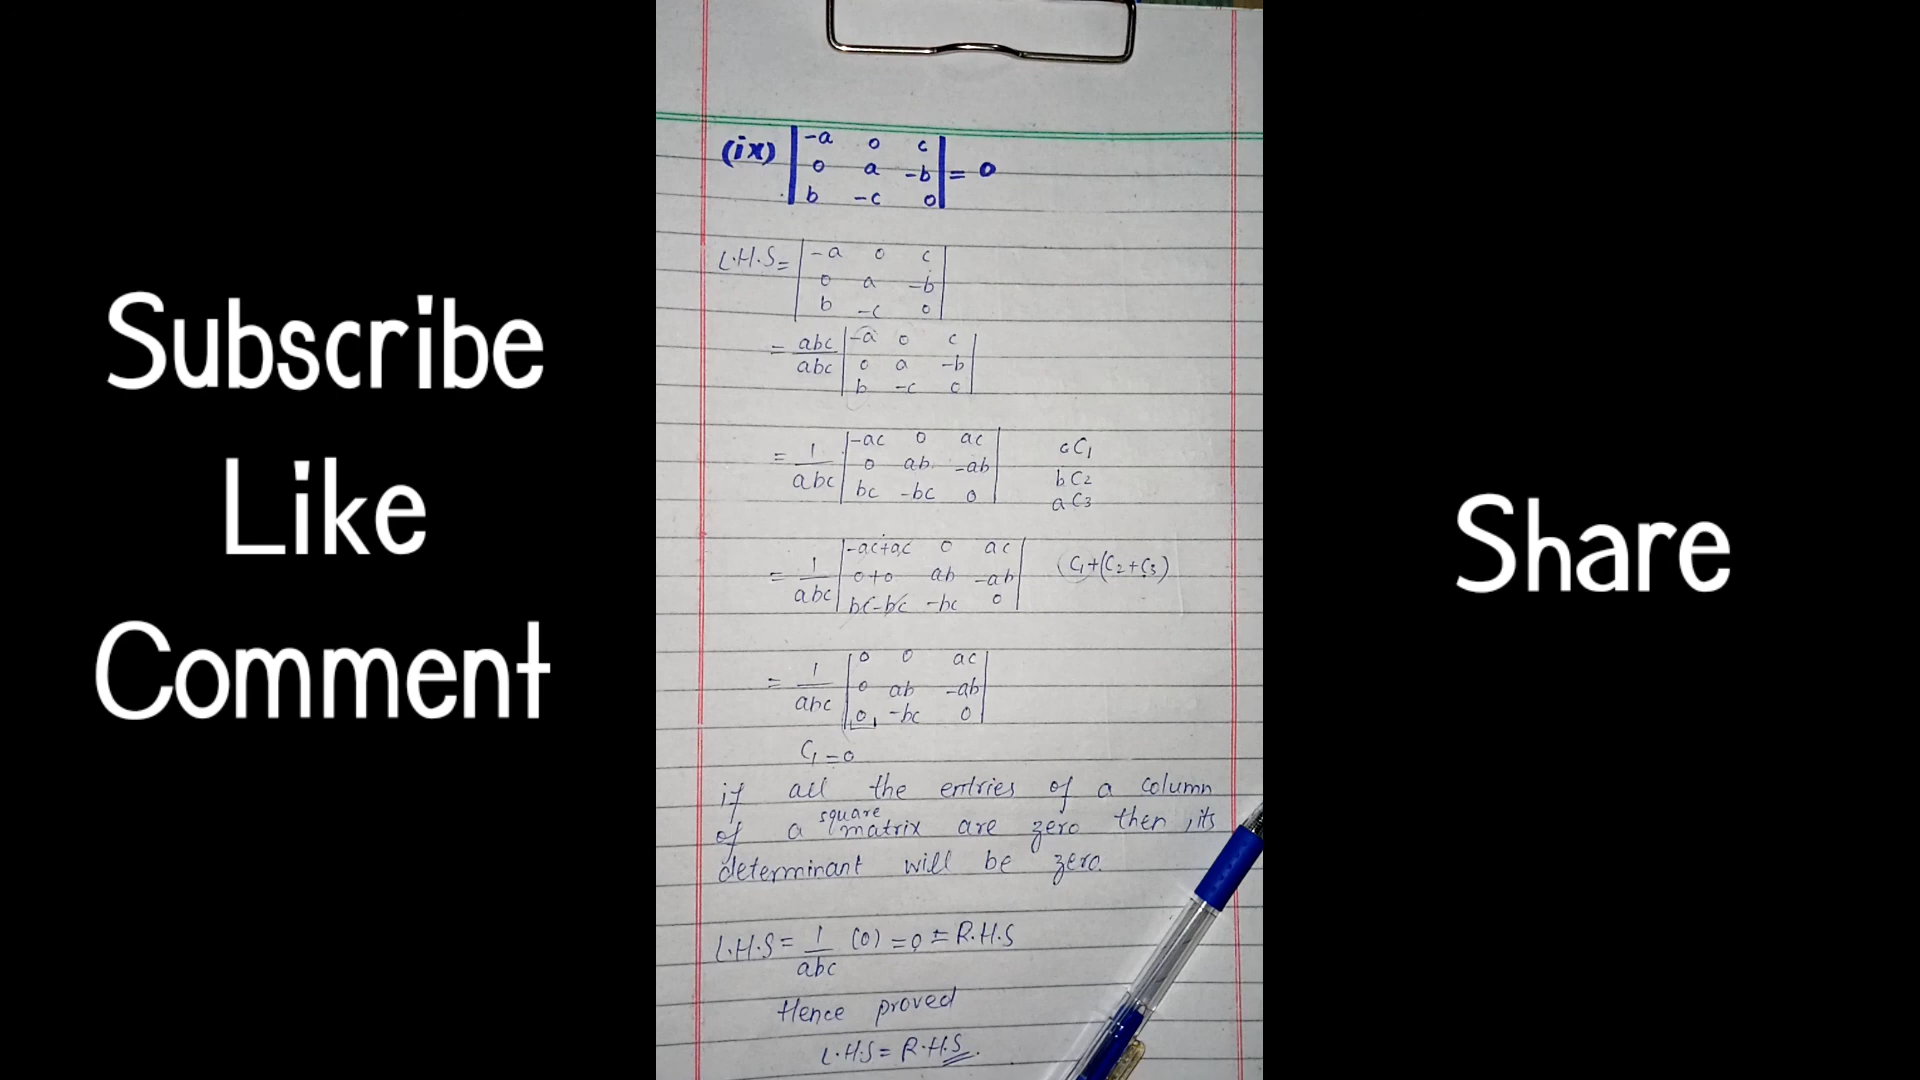 Subscribe
Like
Comment
(ix) | -a 0 c |
| 0 a -b | = 0
| b -c 0 |
L.H.S = | -a 0 c |
| 0 a -b |
| b -c 0 |
= abc/abc | -a 0 c |
| 0 a -b |
| b -c 0 |
= 1/abc | -ac 0 ac | cC1
| 0 ab -ab | bC2
| bc -bc 0 | aC3
= 1/abc | -ac+ac 0 ac |
| 0+0 ab -ab | C1+(C2+C3)
| bc-bc -bc 0 |
= 1/abc | 0 0 ac |
| 0 ab -ab |
| 0 -bc 0 |
C1 = 0
if all the entries of a column
of a square matrix are zero then, its
determinant will be zero.
L.H.S = 1/abc (0) = 0 = R.H.S
Hence proved
L.H.S = R.H.S.
Share